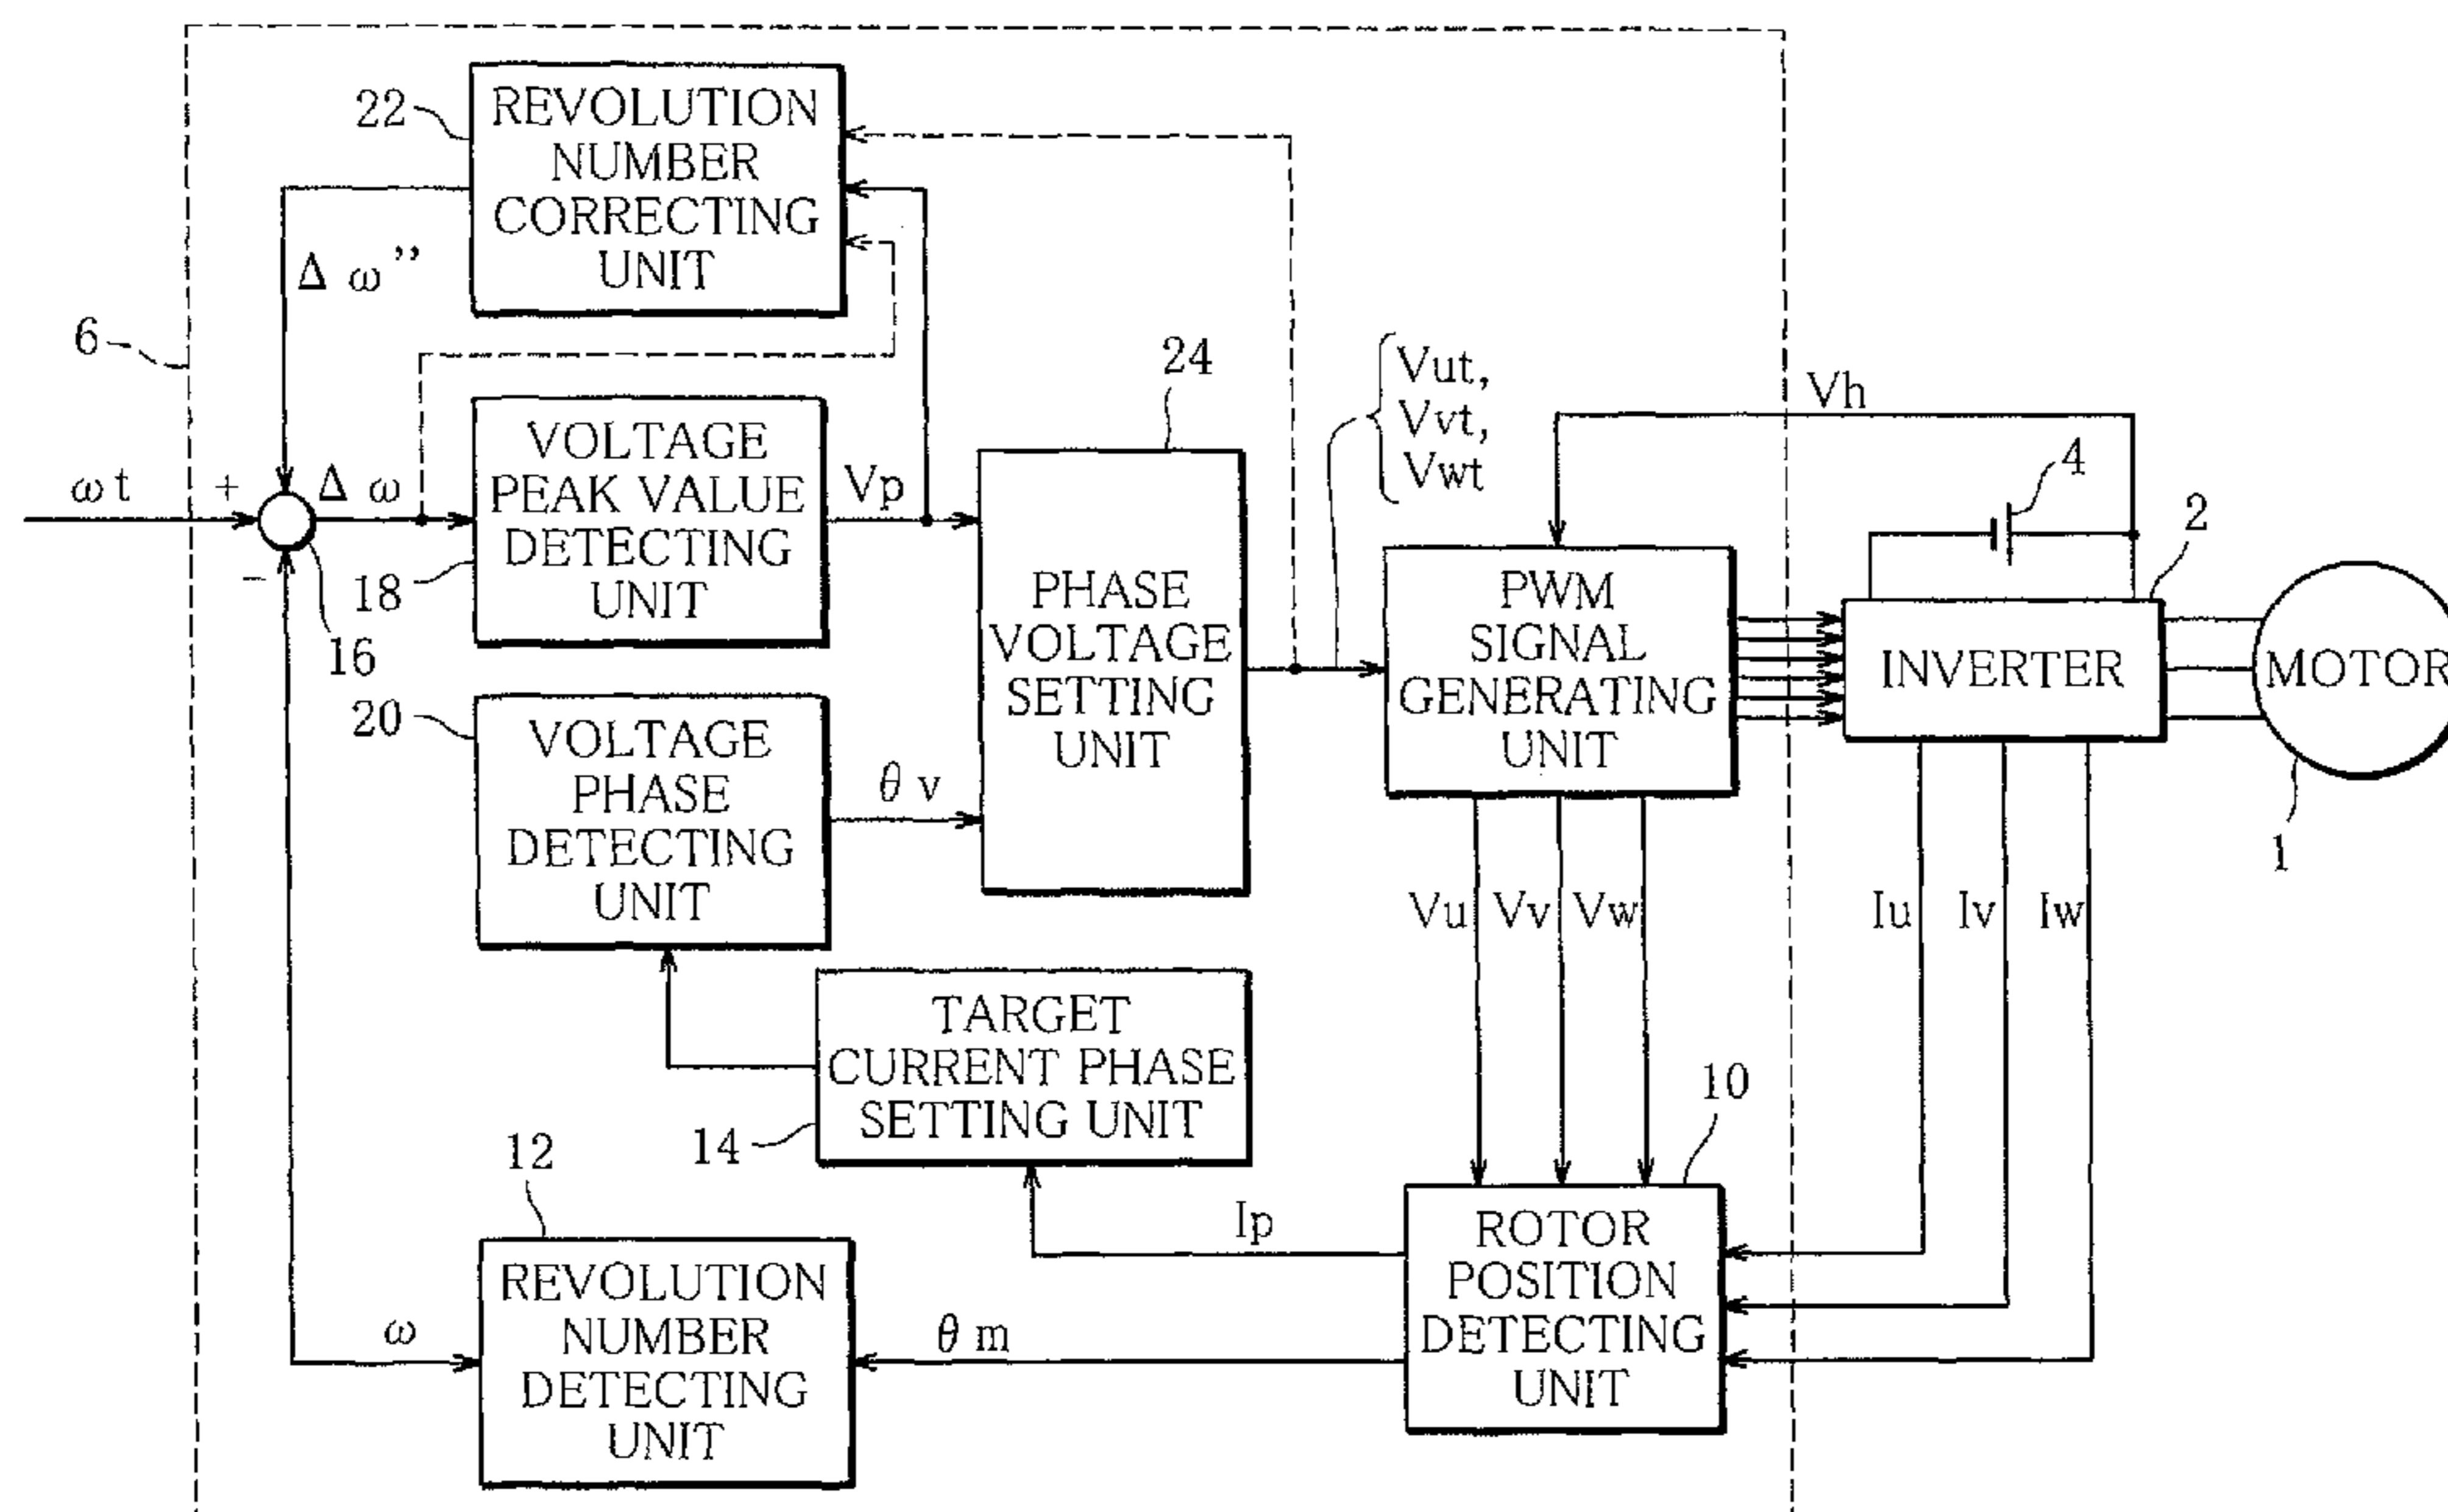 22
REVOLUTION
NUMBER
CORRECTING
UNIT
Δ ω”
6
ωt
+
-
16
Δ ω
VOLTAGE
PEAK VALUE
DETECTING
UNIT
18
Vp
24
PHASE
VOLTAGE
SETTING
UNIT
Vut,
Vvt,
Vwt
Vh
4
2
PWM
SIGNAL
GENERATING
UNIT
INVERTER
MOTOR
1
20
VOLTAGE
PHASE
DETECTING
UNIT
θ v
Vu
Vv
Vw
Iu
Iv
Iw
TARGET
CURRENT PHASE
SETTING UNIT
14
10
12
REVOLUTION
NUMBER
DETECTING
UNIT
ω
Ip
θ m
ROTOR
POSITION
DETECTING
UNIT